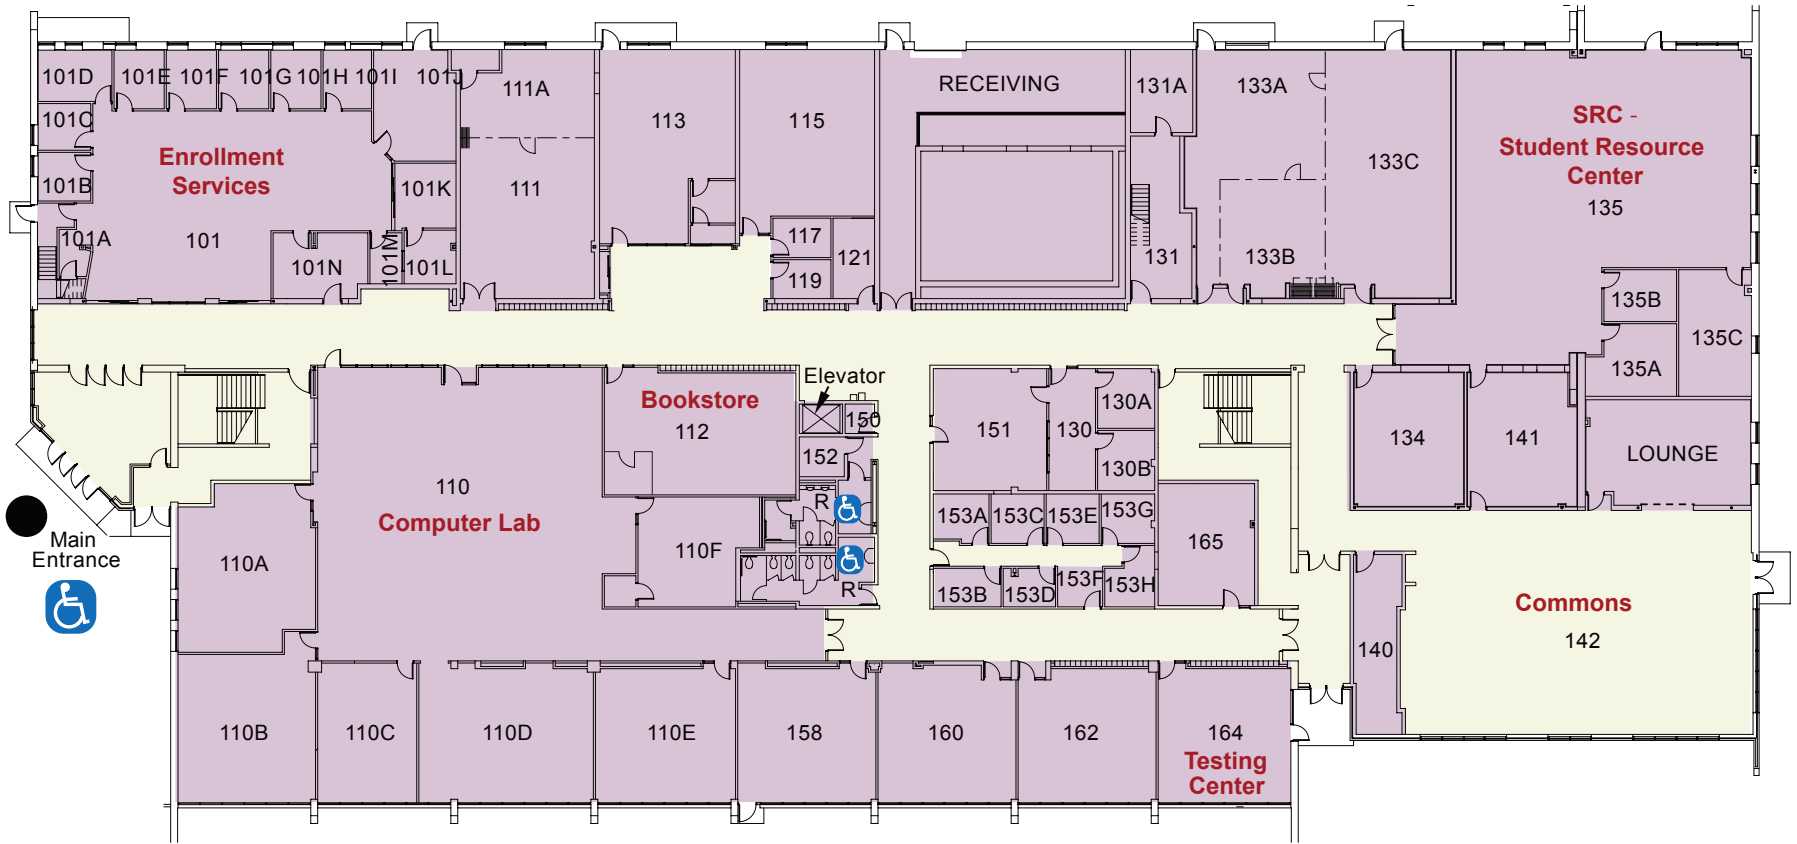 101D
101E
101F
101G
101H
101I
101J
111A
113
115
RECEIVING
131A
133A
133C
SRC -
Student Resource
Center
135
101C
101B
Enrollment
Services
101K
111
101A
101
101N
101M
101L
117
119
121
131
133B
135B
135C
135A
Elevator
Bookstore
112
150
152
151
130
130A
130B
134
141
LOUNGE
110
Computer Lab
R
153A
153C
153E
153G
165
Main
Entrance
110A
110F
R
153B
153D
153F
153H
Commons
142
140
110B
110C
110D
110E
158
160
162
164
Testing
Center